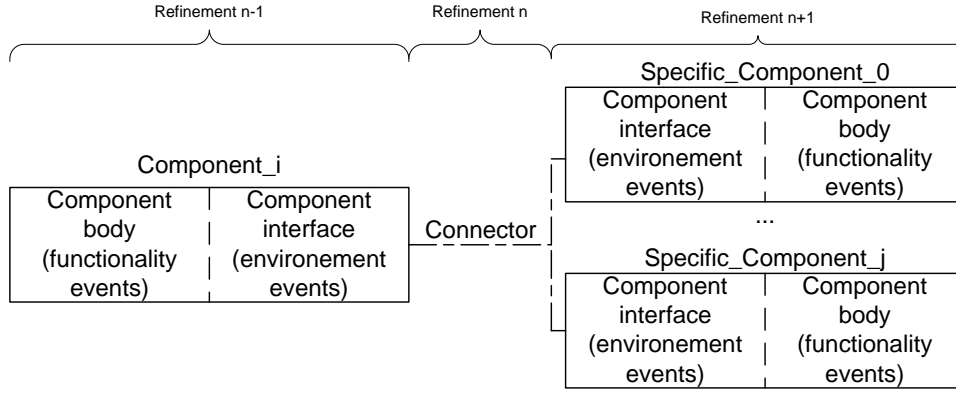 Refinement n-1
Refinement n
Refinement n+1
Component_i
Component
body
(functionality
events)
Component
interface
(environement
events)
Connector
Specific_Component_0
Component
interface
(environement
events)
Component
body
(functionality
events)
...
Specific_Component_j
Component
interface
(environement
events)
Component
body
(functionality
events)